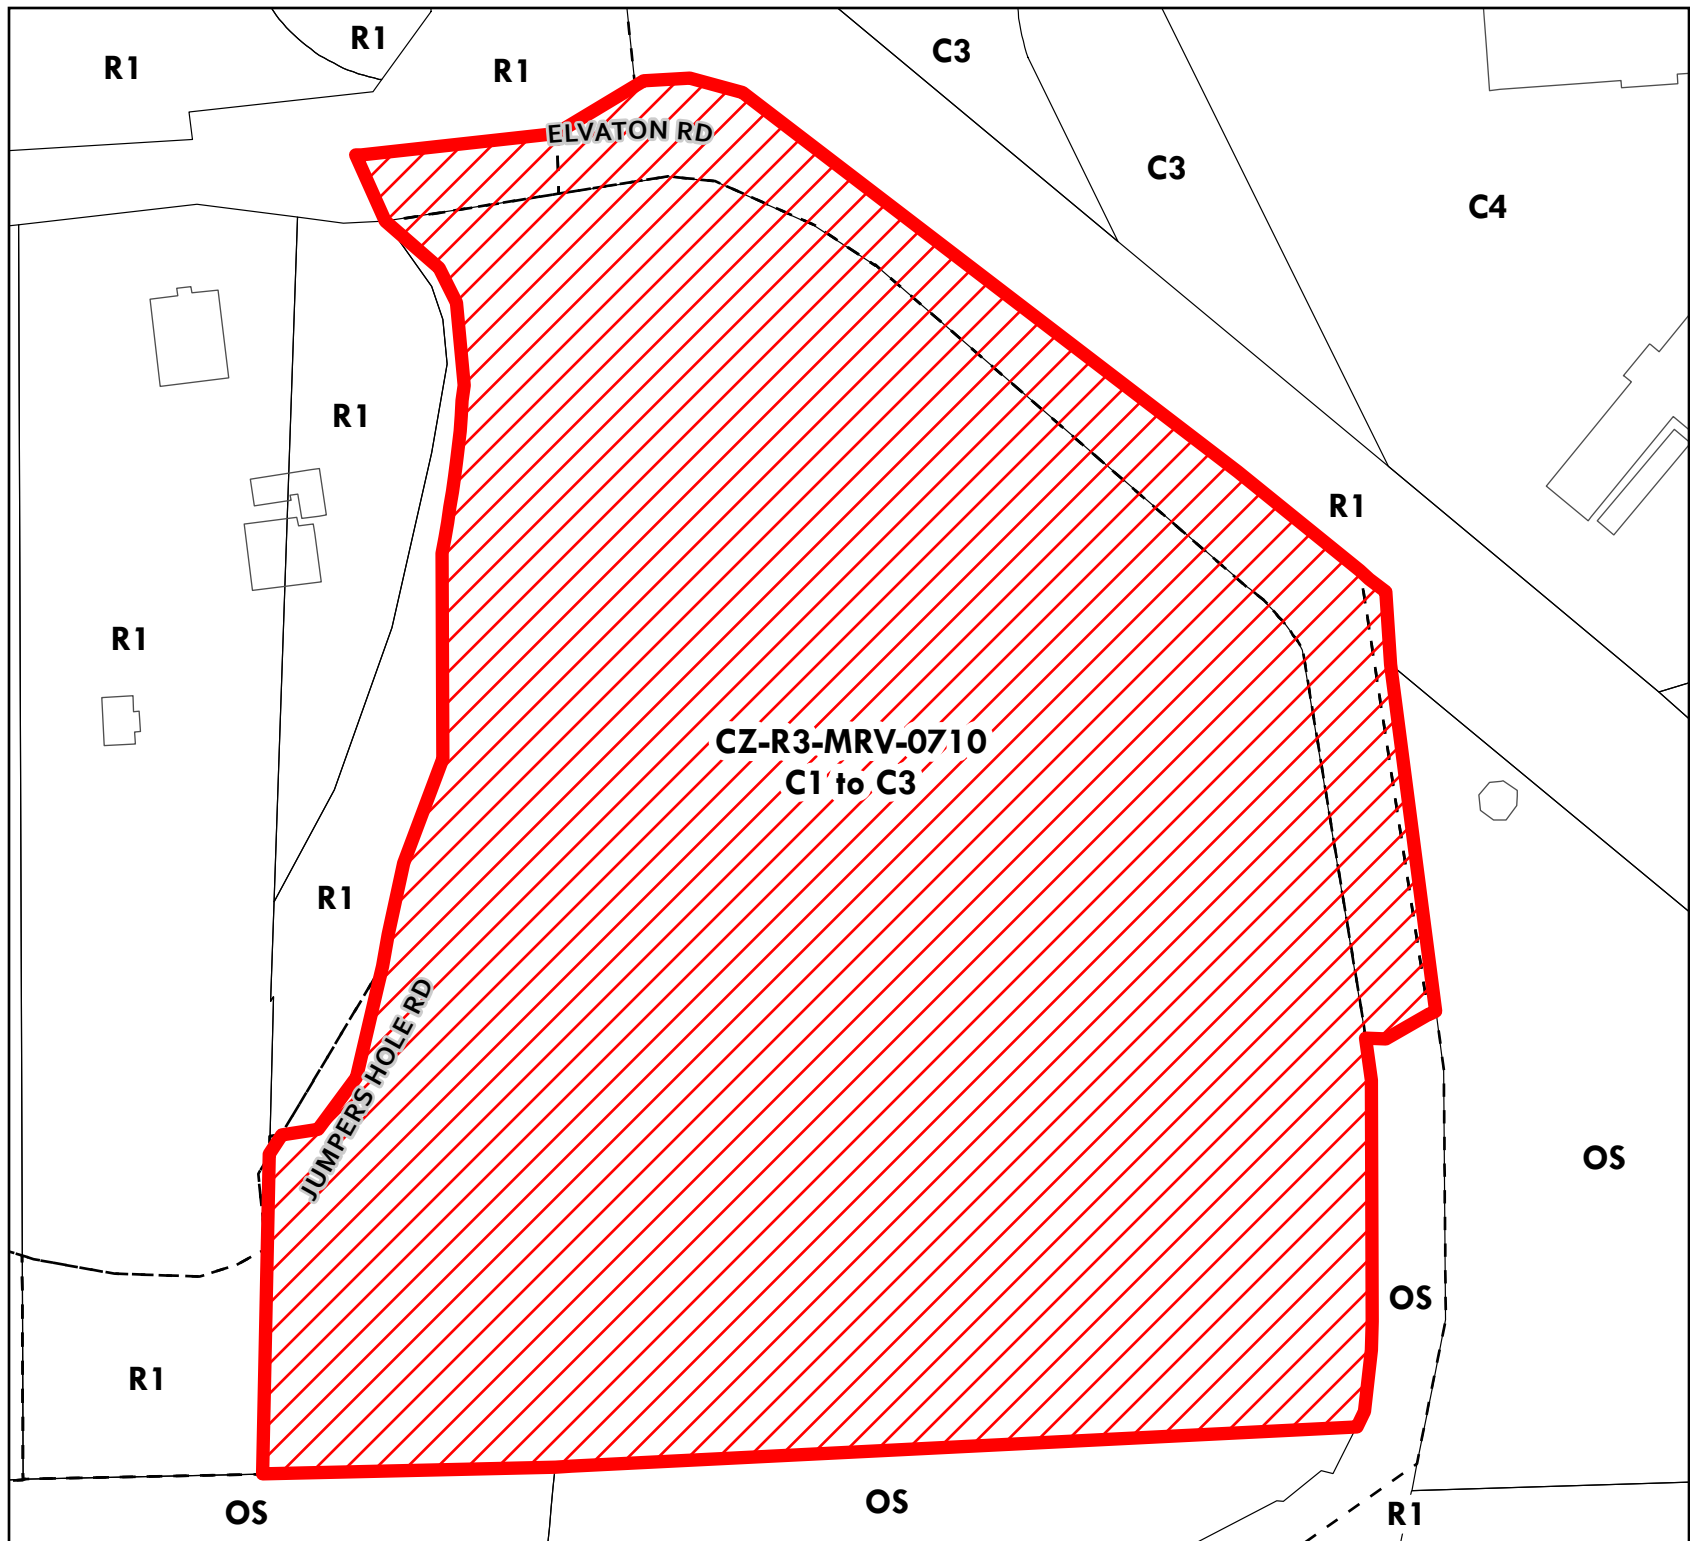 R1
C3
R1
R1
ELVATON RD
C3
C4
R1
R1
R1
CZ-R3-MRV-0710
C1 to C3
R1
JUMPERS HOLE RD
OS
OS
R1
OS
OS
R1